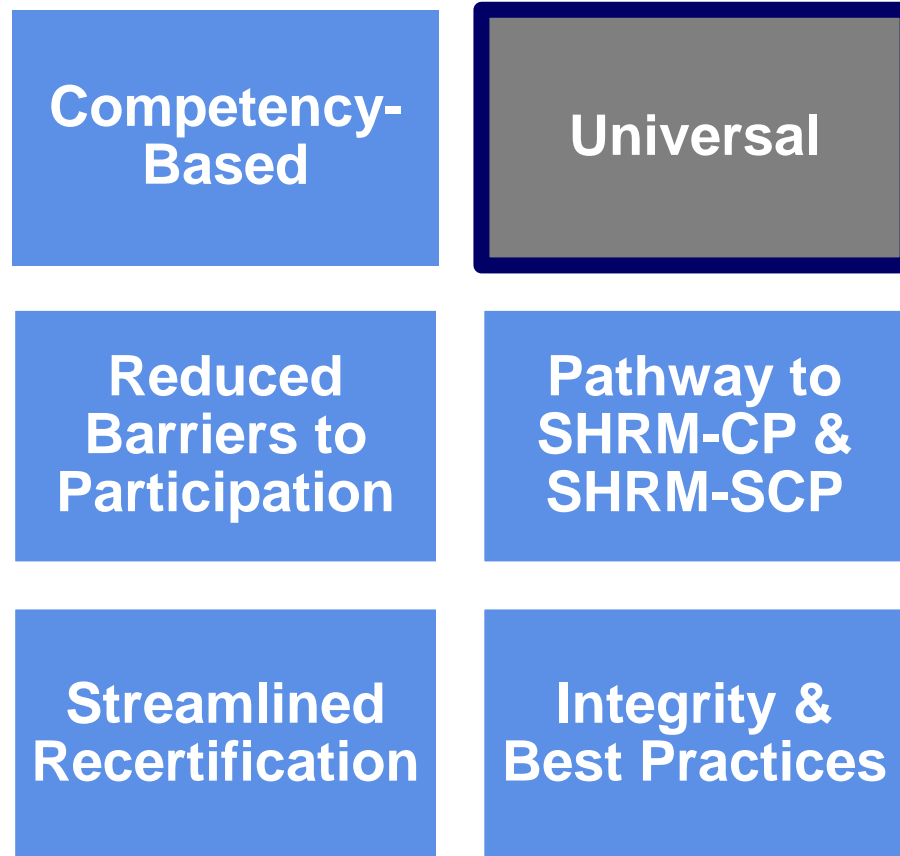 Competency-
Based
Universal
Reduced
Barriers to
Participation
Pathway to
SHRM-CP &
SHRM-SCP
Streamlined
Recertification
Integrity &
Best Practices